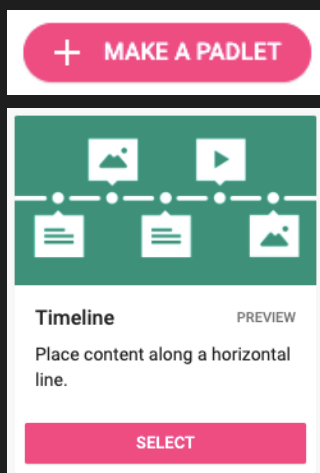 + MAKE A PADLET
Timeline
PREVIEW
Place content along a horizontal
line.
SELECT